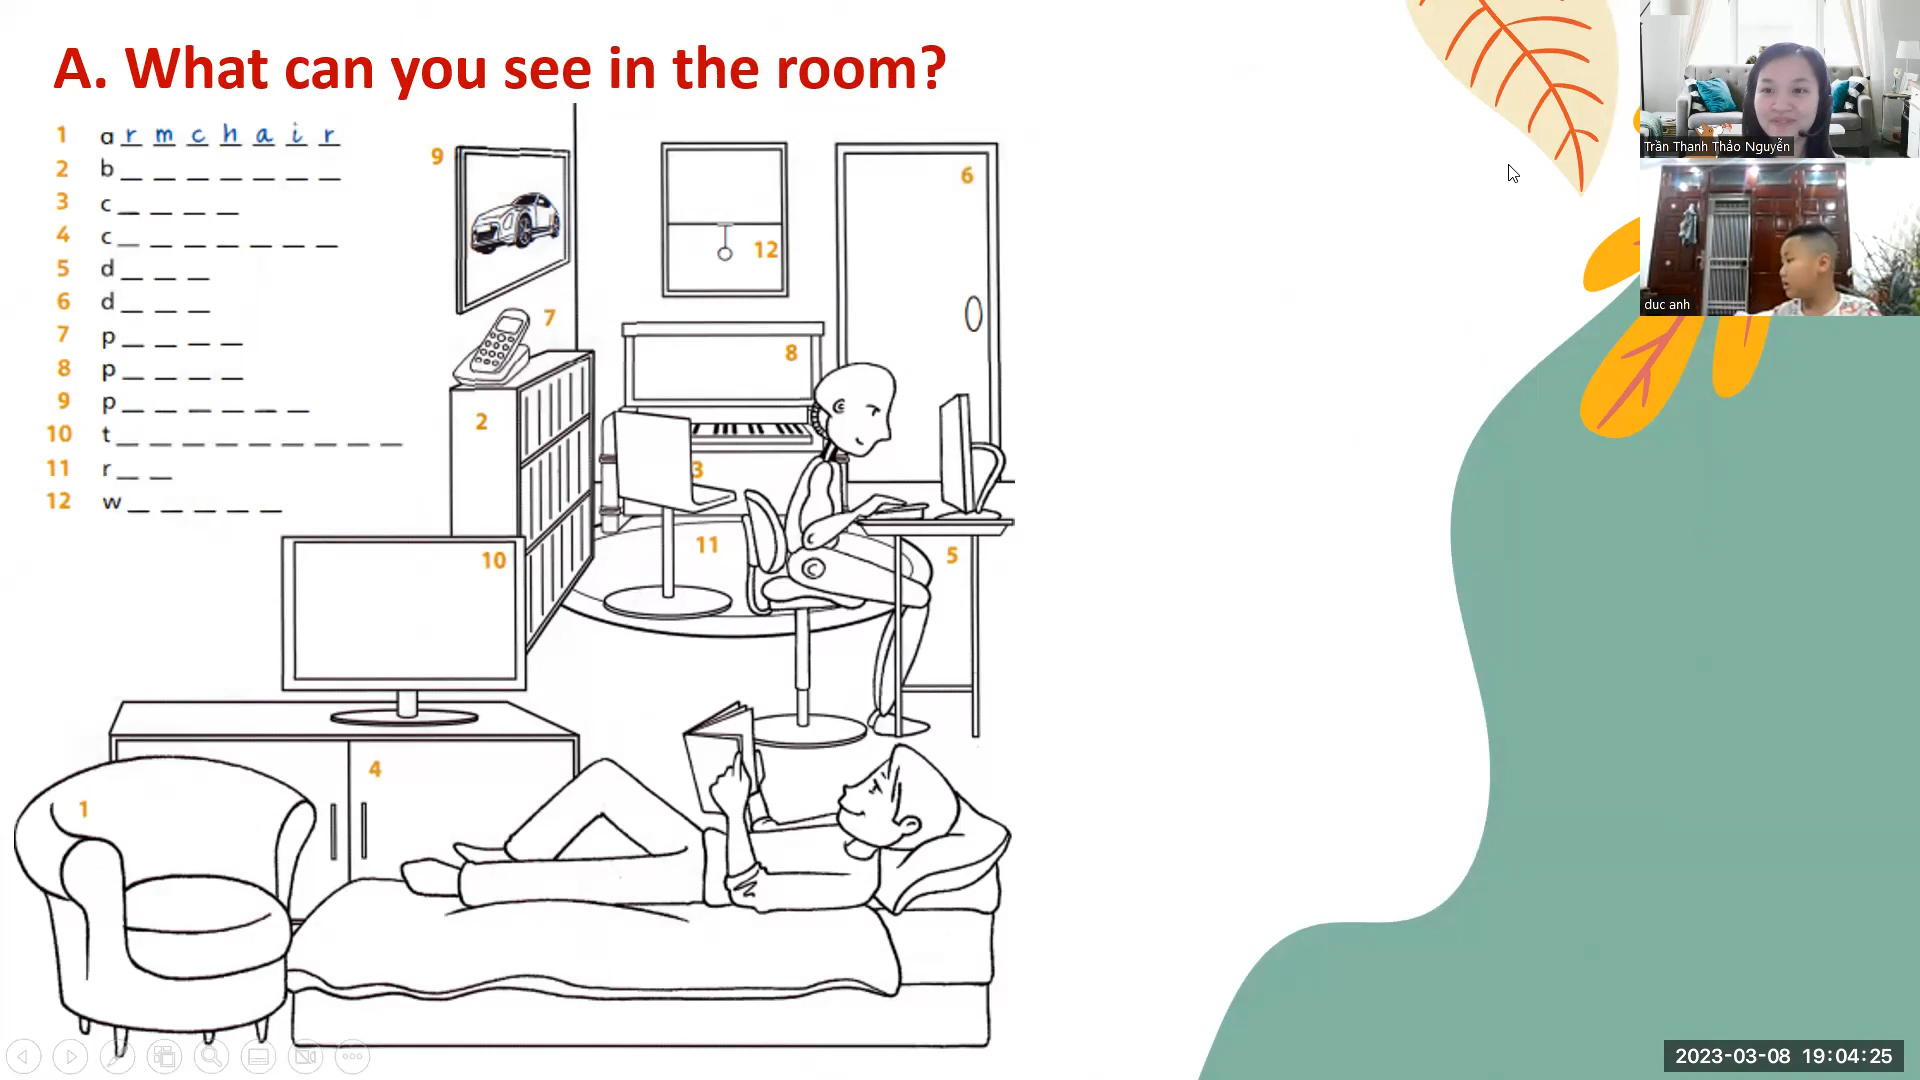 A. What can you see in the room?
1 a r m c h a i r
2 b _ _ _ _ _ _ _
3 c _ _ _ _
4 c _ _ _ _ _ _ _
5 d _ _ _
6 d _ _ _
7 p _ _ _ _
8 p _ _ _ _
9 p _ _ _ _ _ _
10 t _ _ _ _ _ _ _ _ _
11 r _ _
12 w _ _ _ _ _
9
12
6
7
8
2
3
11
5
10
4
1
Trần Thanh Thảo Nguyễn
duc anh
2023-03-08 19:04:25